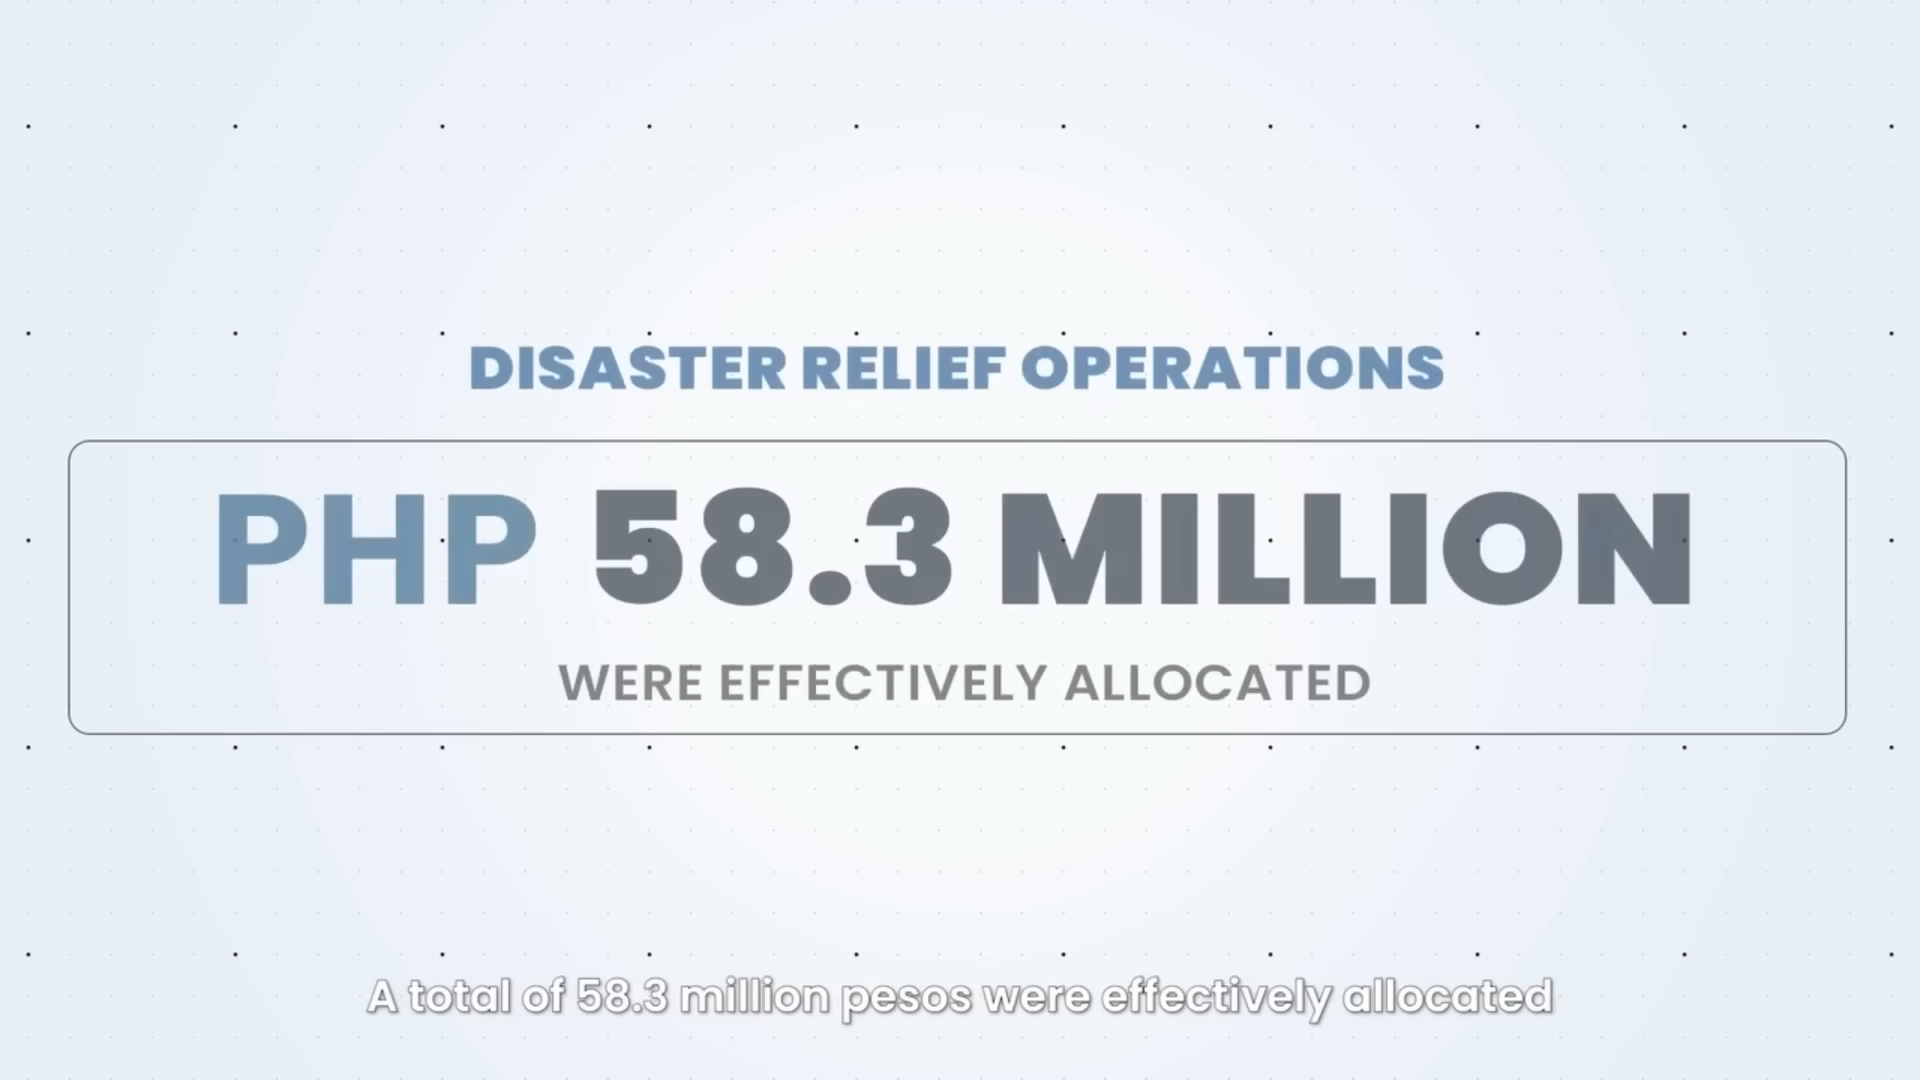 DISASTER RELIEF OPERATIONS
PHP 58.3 MILLION
WERE EFFECTIVELY ALLOCATED
A total of 58.3 million pesos were effectively allocated